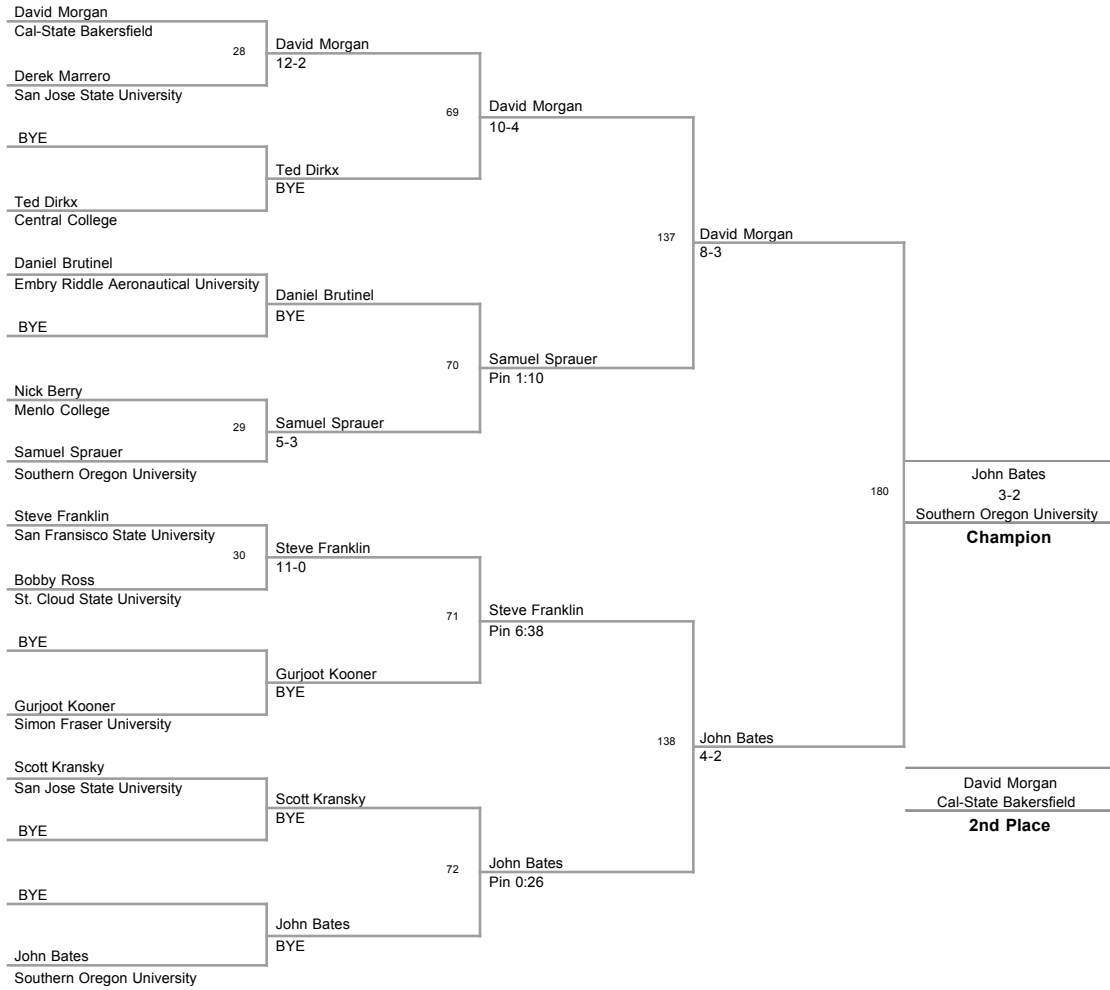 David Morgan
Cal-State Bakersfield
28
Derek Marrero
San Jose State University
BYE
Ted Dirkx
Central College
Daniel Brutinel
Embry Riddle Aeronautical University
BYE
Nick Berry
Menlo College
29
Samuel Sprauer
Southern Oregon University
Steve Franklin
San Fransisco State University
30
Bobby Ross
St. Cloud State University
BYE
Gurjoot Kooner
Simon Fraser University
Scott Kransky
San Jose State University
BYE
BYE
John Bates
Southern Oregon University
David Morgan
12-2
69
Ted Dirkx
BYE
Daniel Brutinel
BYE
70
Samuel Sprauer
5-3
Steve Franklin
11-0
71
Gurjoot Kooner
BYE
Scott Kransky
BYE
72
John Bates
BYE
David Morgan
10-4
137
Samuel Sprauer
Pin 1:10
Steve Franklin
Pin 6:38
138
John Bates
Pin 0:26
David Morgan
8-3
180
John Bates
4-2
John Bates
3-2
Southern Oregon University
Champion
David Morgan
Cal-State Bakersfield
2nd Place